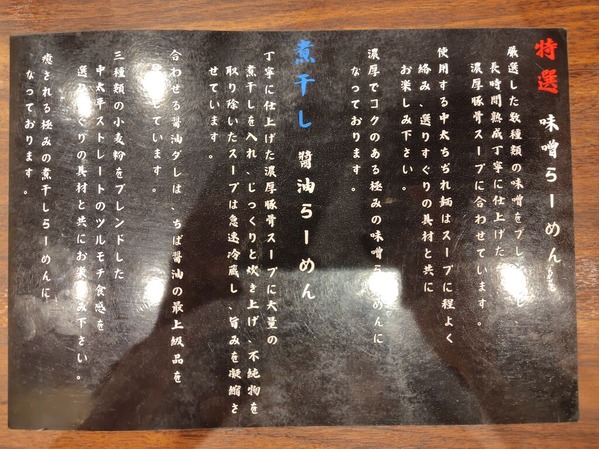 特選 味噌らーめん
厳選した数種類の味噌をブレンドし、
長時間熟成丁寧に仕上げた
濃厚豚骨スープに合わせています。
使用する中太ちぢれ麺はスープに程よく
絡み、選りすぐりの具材と共に
お楽しみ下さい。
濃厚でコクのある極みの味噌らーめんに
なっております。
煮干し 醤油らーめん
丁寧に仕上げた濃厚豚骨スープに大量の
煮干しを入れ、じっくりと炊き上げ、不純物を
取り除いたスープは急速冷蔵し、旨みを凝縮さ
せています。
合わせる醤油ダレは、ちば醤油の最上級品を
しています。
三種類の小麦粉をブレンドした
中太平ストレートのツルモチ食感を
選りすぐりの具材と共にお楽しみ下さい。
癒される極みの煮干しらーめんに
なっております。